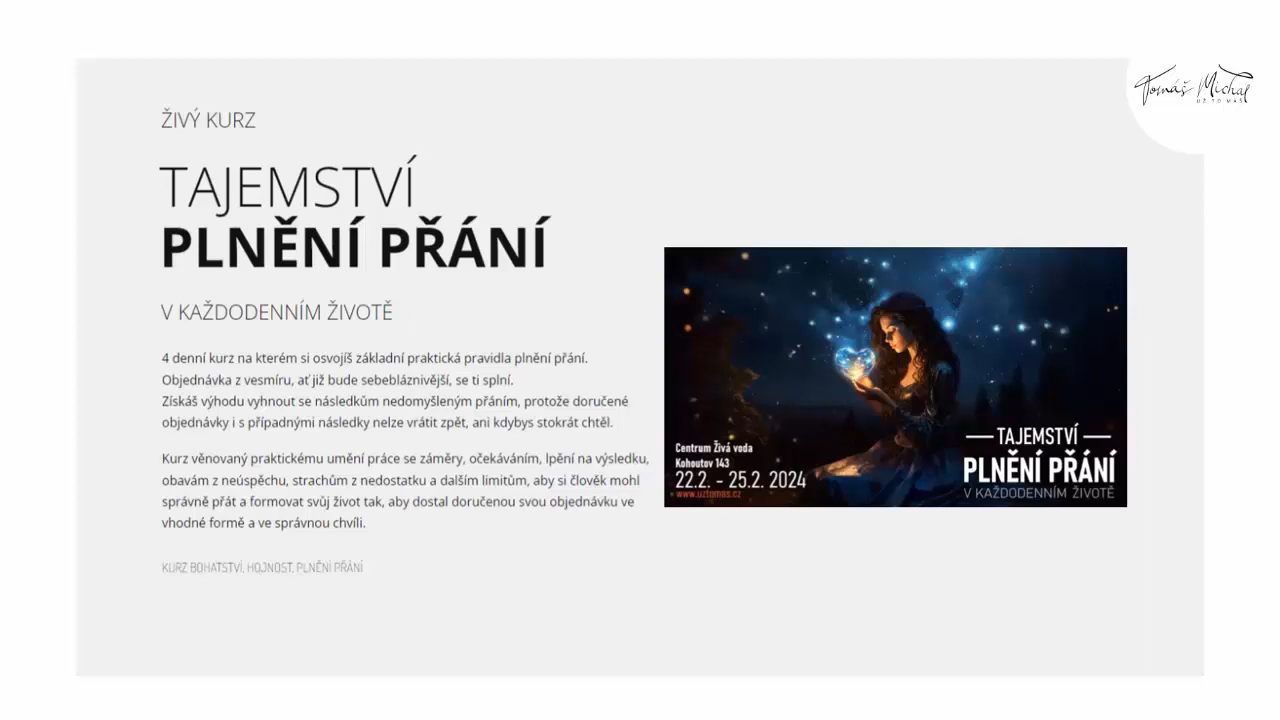 Tomáš Michal
UŽ TO MÁŠ
ŽIVÝ KURZ
TAJEMSTVÍ
PLNĚNÍ PŘÁNÍ
V KAŽDODENNÍM ŽIVOTĚ
4 denní kurz na kterém si osvojíš základní praktická pravidla plnění přání.
Objednávka z vesmíru, ať již bude sebebláznivější, se ti splní.
Získáš výhodu vyhnout se následkům nedomyšleným přáním, protože doručené
objednávky i s případnými následky nelze vrátit zpět, ani kdybys stokrát chtěl.
Kurz věnovaný praktickému umění práce se záměry, očekáváním, lpění na výsledku,
obavám z neúspěchu, strachům z nedostatku a dalším limitům, aby si člověk mohl
správně přát a formovat svůj život tak, aby dostal doručenou svou objednávku ve
vhodné formě a ve správnou chvíli.
KURZ BOHATSTVÍ, HOJNOST, PLNĚNÍ PŘÁNÍ
Centrum Živá voda
Kohoutov 143
22.2. - 25.2. 2024
www.uztomas.cz
TAJEMSTVÍ
PLNĚNÍ PŘÁNÍ
V KAŽDODENNÍM ŽIVOTĚ